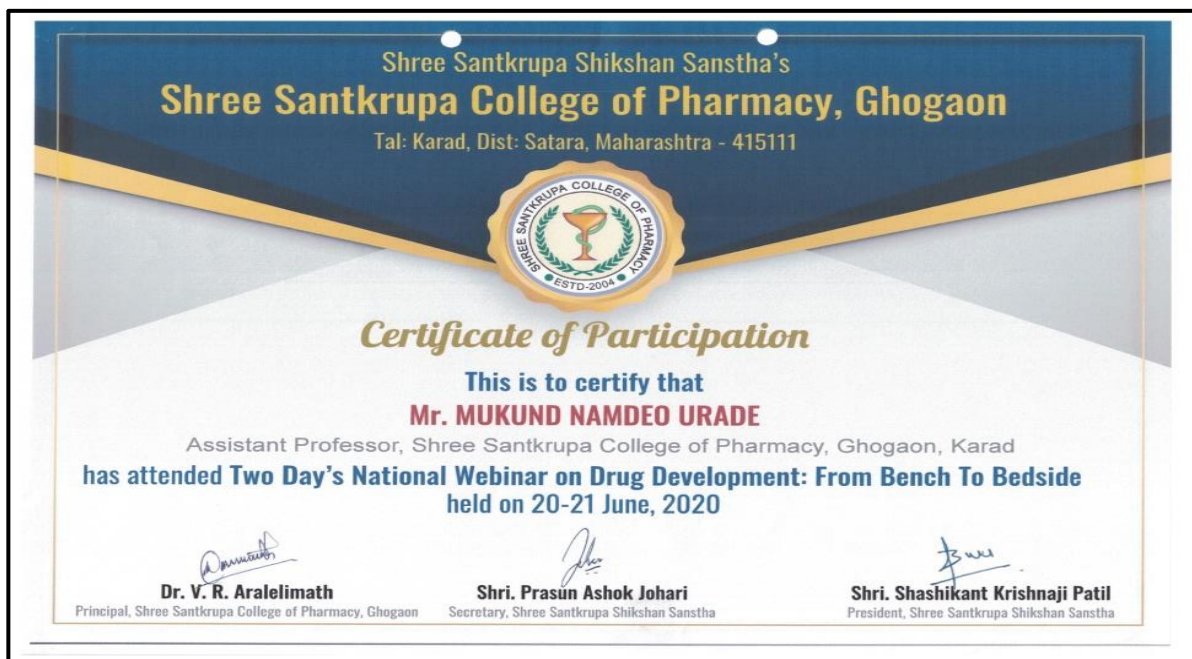 Shree Santkrupa Shikshan Sanstha's
Shree Santkrupa College of Pharmacy, Ghogaon
Tal: Karad, Dist: Satara, Maharashtra - 415111
SHREE SANTKRUPA COLLEGE OF PHARMACY
ESTD-2004
Certificate of Participation
This is to certify that
Mr. MUKUND NAMDEO URADE
Assistant Professor, Shree Santkrupa College of Pharmacy, Ghogaon, Karad
has attended Two Day's National Webinar on Drug Development: From Bench To Bedside
held on 20-21 June, 2020
Dr. V. R. Aralelimath
Principal, Shree Santkrupa College of Pharmacy, Ghogaon
Shri. Prasun Ashok Johari
Secretary, Shree Santkrupa Shikshan Sanstha
Shri. Shashikant Krishnaji Patil
President, Shree Santkrupa Shikshan Sanstha